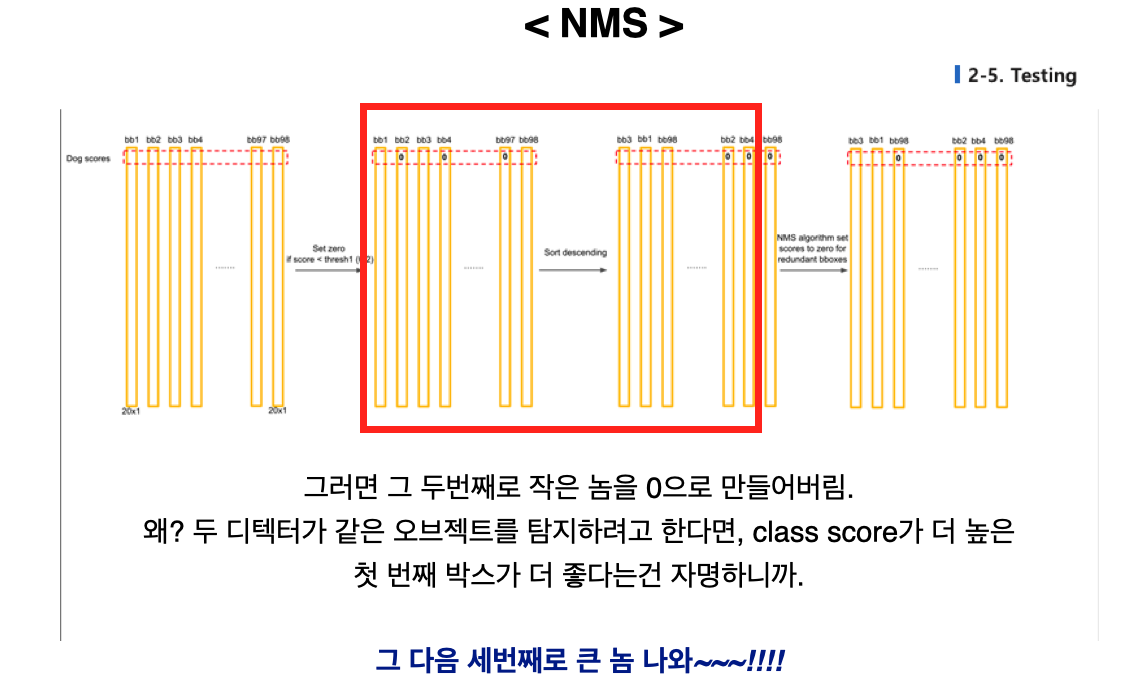 < NMS >
2-5. Testing
bb1 bb2 bb3 bb4 bb97 bb98
bb1 bb2 bb3 bb4 bb97 bb98
bb3 bb1 bb98 bb2 bb4 bb98
bb3 bb1 bb98 bb2 bb4 bb98
Dog scores
0 0 0
0 0 0
0 0 0 0
Set zero
if score < thresh1 2)
.......
.......
Sort descending
.......
NMS algorithm set
scores to zero for
redundant bboxes
.......
20x1 20x1
그러면 그 두번째로 작은 놈을 0으로 만들어버림.
왜? 두 디텍터가 같은 오브젝트를 탐지하려고 한다면, class score가 더 높은
첫 번째 박스가 더 좋다는건 자명하니까.
그 다음 세번째로 큰 놈 나와~~~!!!!